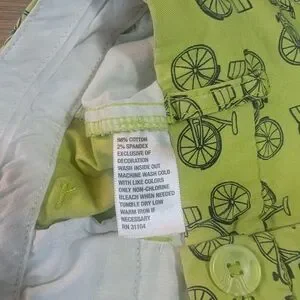 98% COTTON
2% SPANDEX
EXCLUSIVE OF
DECORATION
WASH INSIDE OUT
MACHINE WASH COLD
WITH LIKE COLORS
ONLY NON-CHLORINE
BLEACH WHEN NEEDED
TUMBLE DRY LOW
WARM IRON IF
NECESSARY
RN 31104